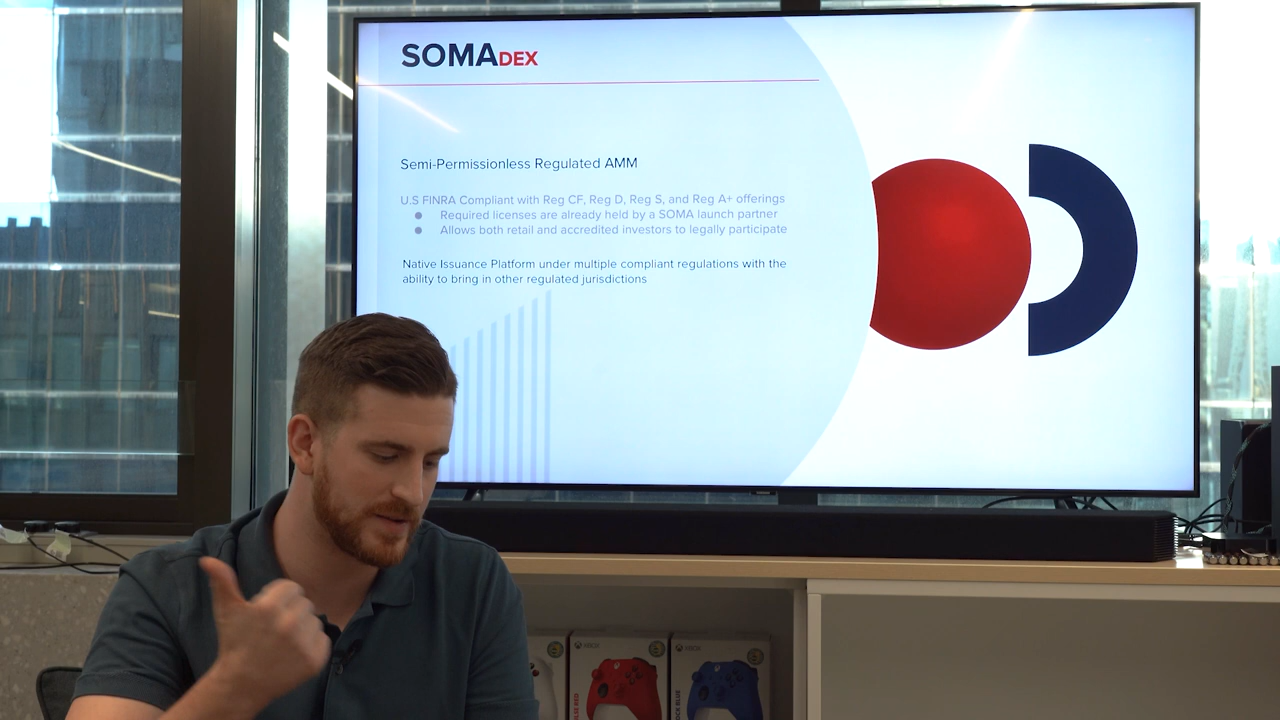 SOMADEX
Semi-Permissionless Regulated AMM
U.S FINRA Compliant with Reg CF, Reg D, Reg S, and Reg A+ offerings
● Required licenses are already held by a SOMA launch partner
● Allows both retail and accredited investors to legally participate
Native Issuance Platform under multiple compliant regulations with the
ability to bring in other regulated jurisdictions
XBOX
XBOX